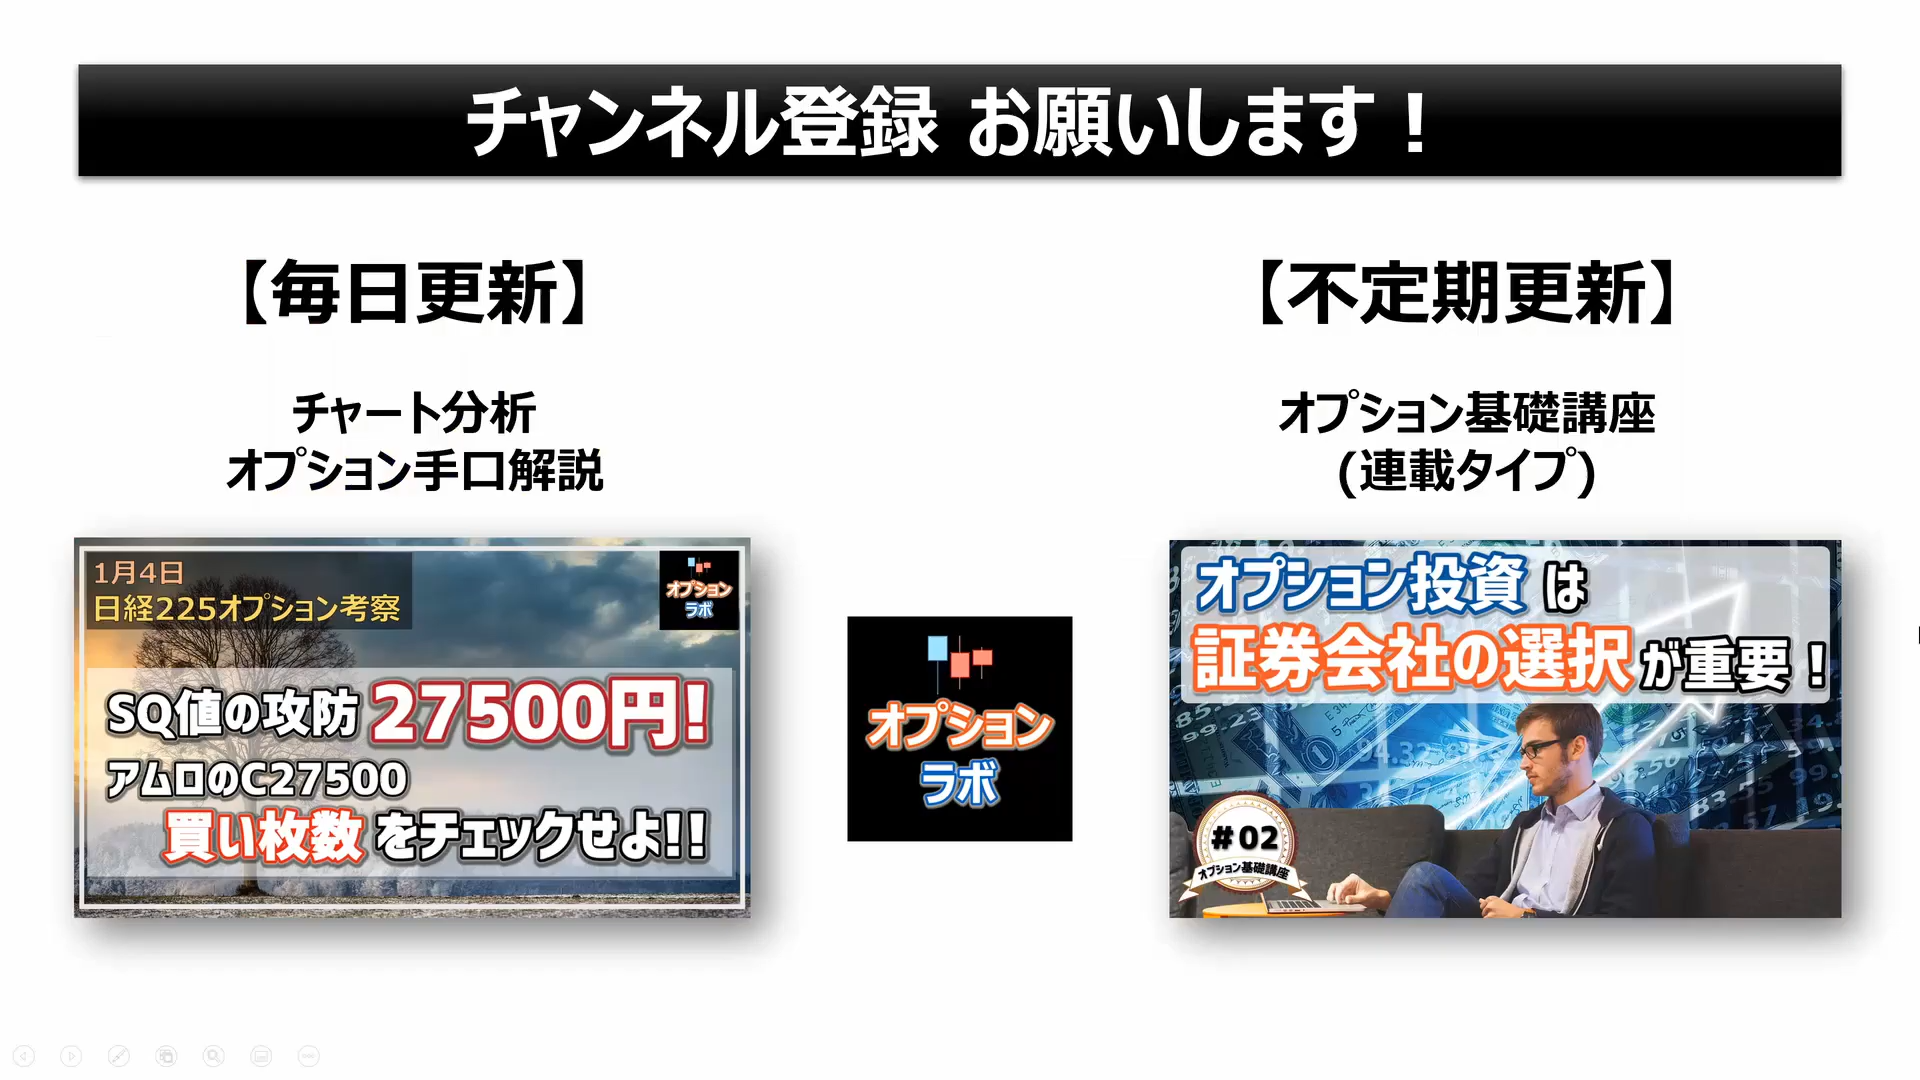 チャンネル登録 お願いします！
【毎日更新】
チャート分析
オプション手口解説
1月4日
日経225オプション考察
オプション
ラボ
SQ値の攻防 27500円!
アムロのC27500
買い枚数 をチェックせよ!!
オプション
ラボ
【不定期更新】
オプション基礎講座
(連載タイプ)
オプション投資 は
証券会社の選択 が重要！
＃02
オプション基礎講座